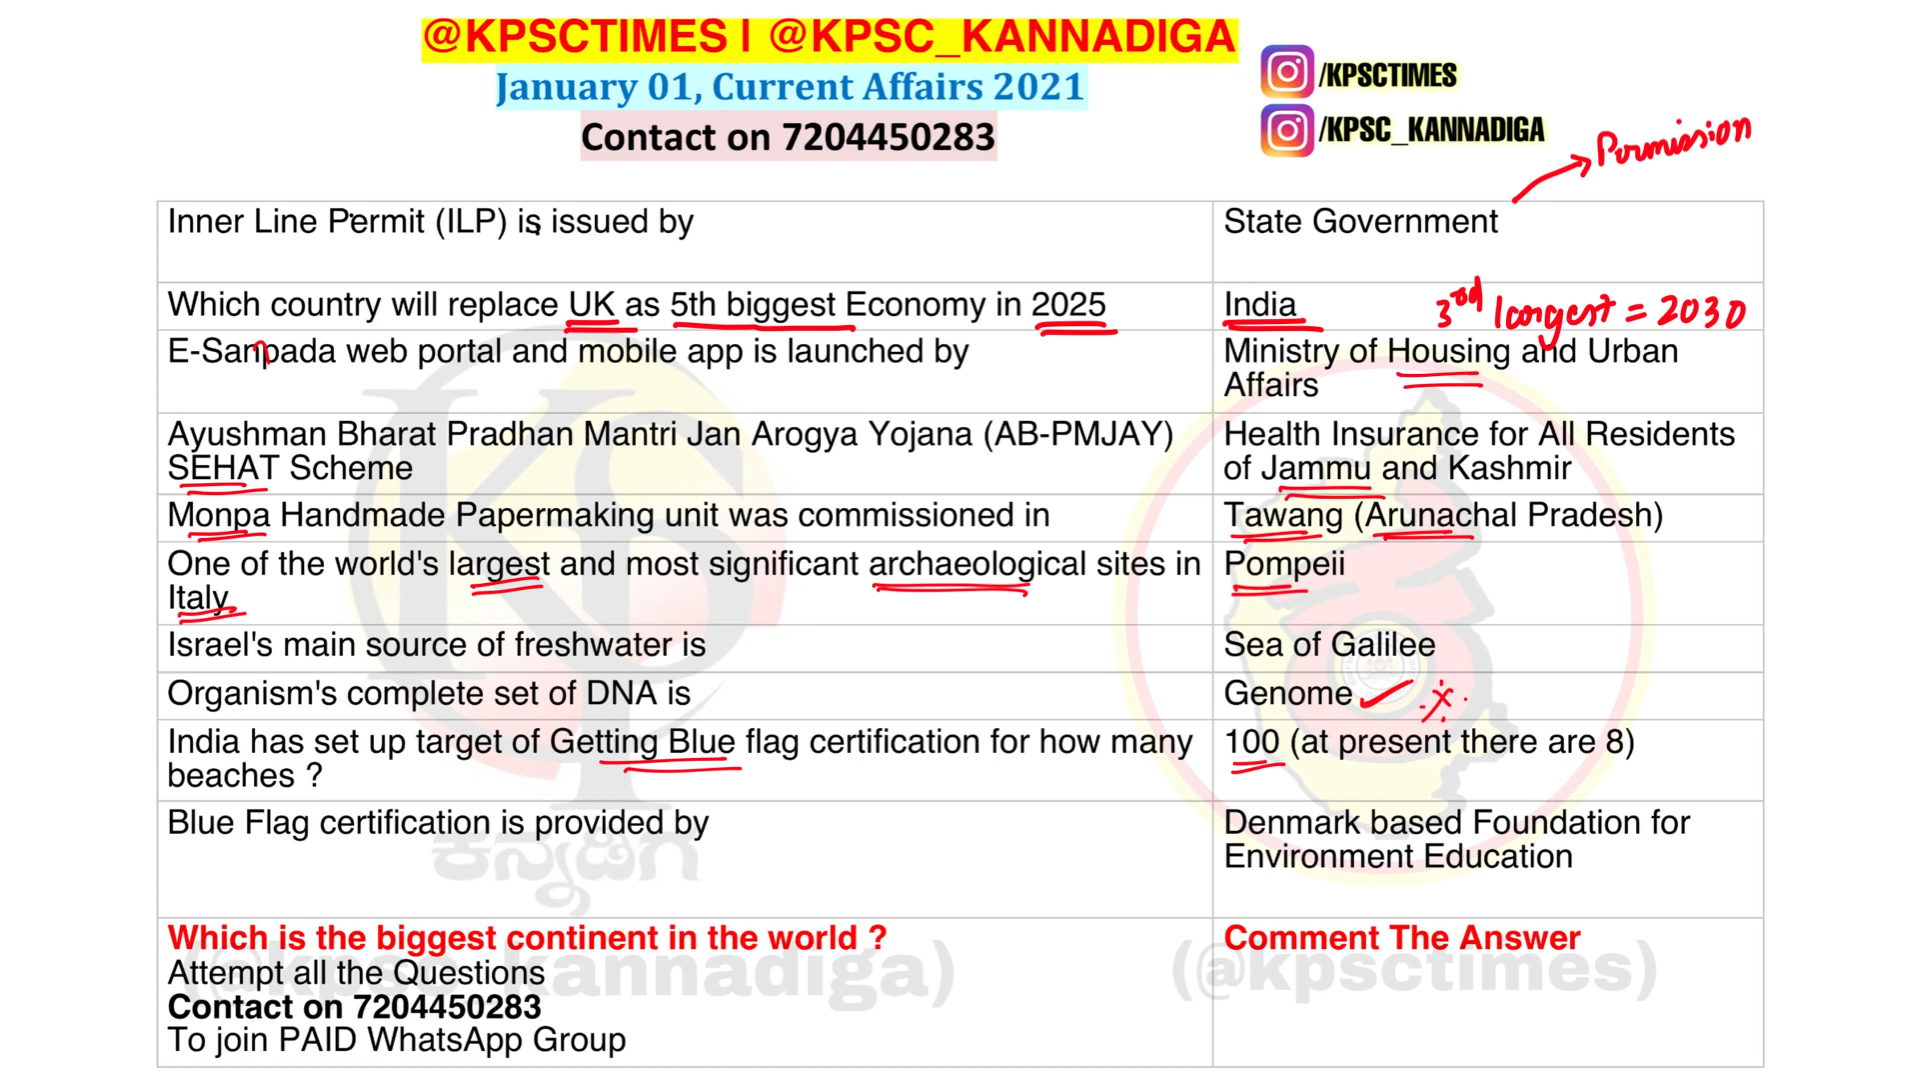 @KPSCTIMES | @KPSC_KANNADIGA
January 01, Current Affairs 2021
Contact on 7204450283
/KPSCTIMES
/KPSC_KANNADIGA
Permission
Inner Line Permit (ILP) is issued by
State Government
Which country will replace UK as 5th biggest Economy in 2025
India
3rd largest = 2030
E-Sampada web portal and mobile app is launched by
Ministry of Housing and Urban
Affairs
Ayushman Bharat Pradhan Mantri Jan Arogya Yojana (AB-PMJAY)
SEHAT Scheme
Health Insurance for All Residents
of Jammu and Kashmir
Monpa Handmade Papermaking unit was commissioned in
Tawang (Arunachal Pradesh)
One of the world's largest and most significant archaeological sites in
Italy
Pompeii
Israel's main source of freshwater is
Sea of Galilee
Organism's complete set of DNA is
Genome
India has set up target of Getting Blue flag certification for how many
beaches ?
100 (at present there are 8)
Blue Flag certification is provided by
Denmark based Foundation for
Environment Education
ಕನ್ನಡಿಗ
Which is the biggest continent in the world ?
Comment The Answer
Attempt all the Questions
(@kpsc_kannadiga)
(@kpsctimes)
Contact on 7204450283
To join PAID WhatsApp Group